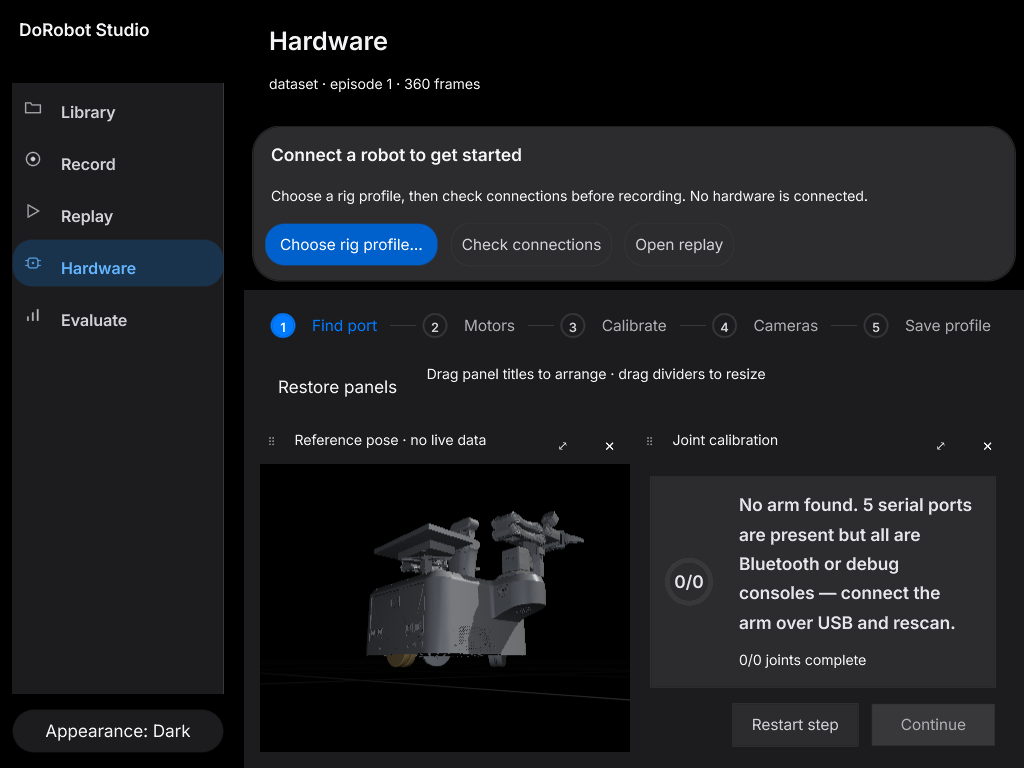 DoRobot Studio
Library
Record
Replay
Hardware
Evaluate
Appearance: Dark
Hardware
dataset · episode 1 · 360 frames
Connect a robot to get started
Choose a rig profile, then check connections before recording. No hardware is connected.
Choose rig profile...
Check connections
Open replay
1 Find port
2 Motors
3 Calibrate
4 Cameras
5 Save profile
Restore panels
Drag panel titles to arrange · drag dividers to resize
Reference pose · no live data
Joint calibration
0/0
No arm found. 5 serial ports
are present but all are
Bluetooth or debug
consoles — connect the
arm over USB and rescan.
0/0 joints complete
Restart step
Continue